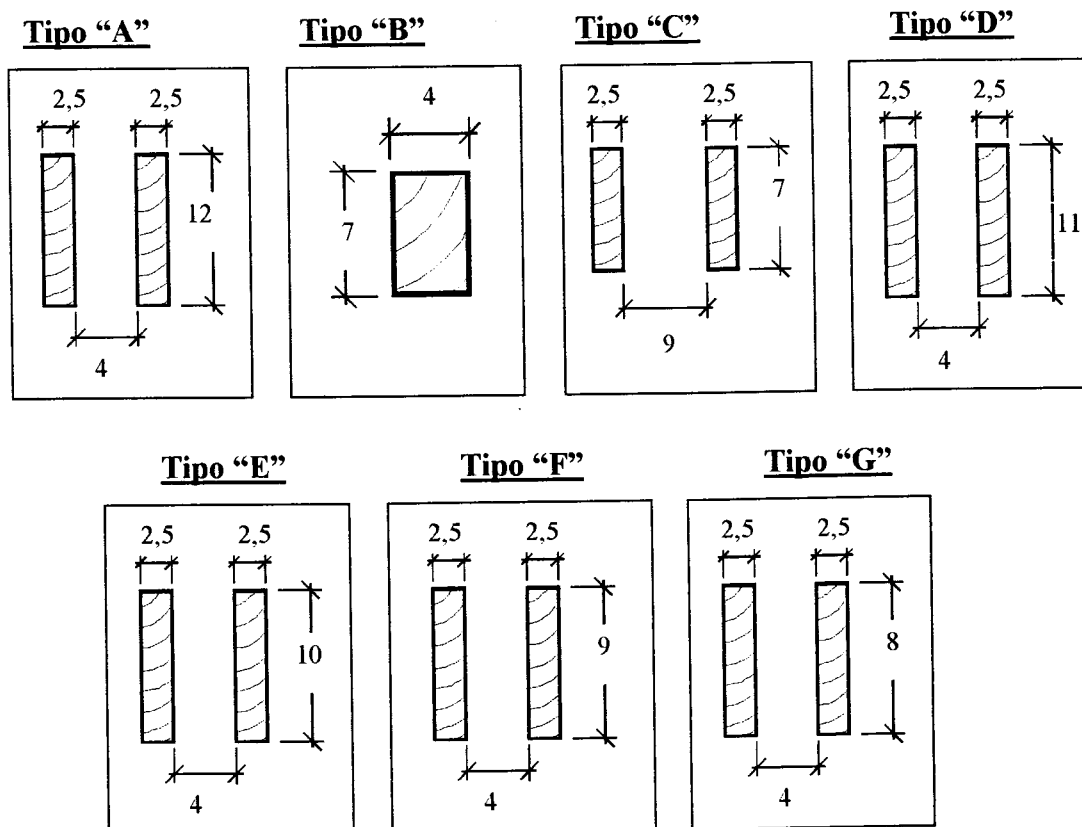 Tipo “A” Tipo “B” Tipo “C” Tipo “D”
2,5 2,5 4 2,5 2,5 2,5 2,5
12 7 7 11
4 9 4
Tipo “E” Tipo “F” Tipo “G”
2,5 2,5 2,5 2,5 2,5 2,5
10 9 8
4 4 4